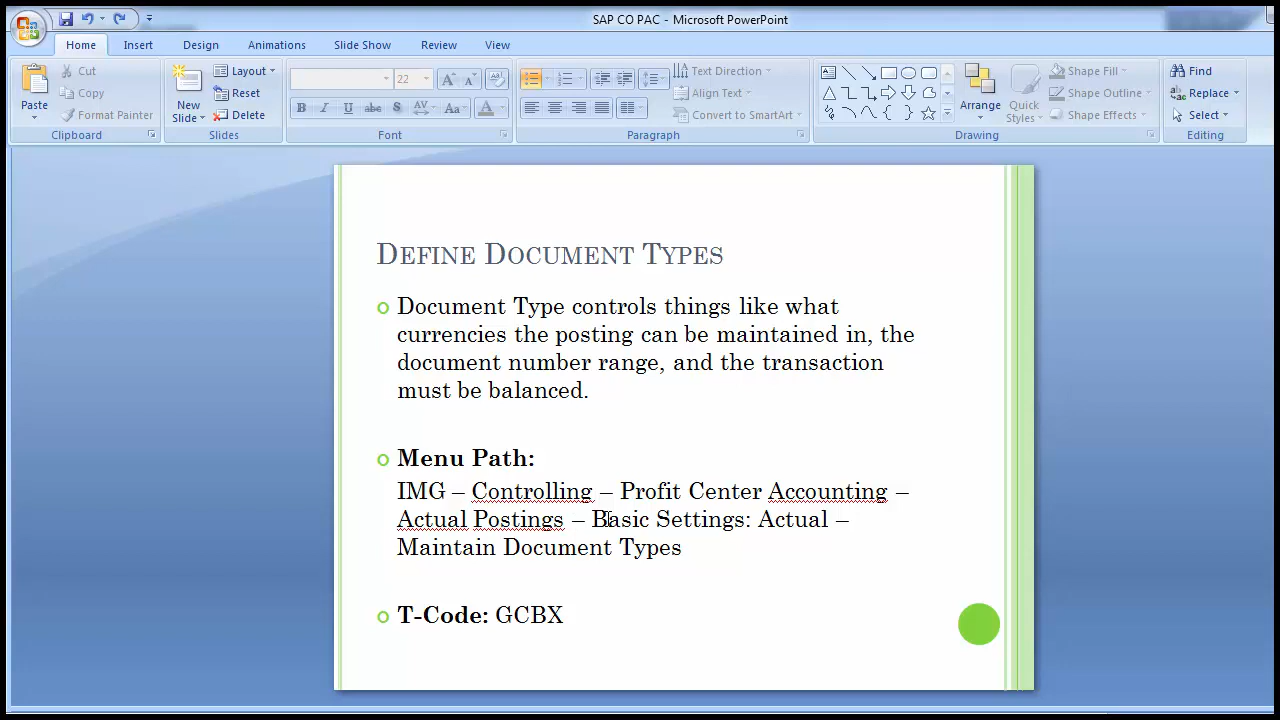 SAP CO PAC - Microsoft PowerPoint
Home Insert Design Animations Slide Show Review View
Paste
Cut
Copy
Format Painter
Clipboard
New Slide
Layout
Reset
Delete
Slides
22
B I U abc S AV Aa A
Font
Text Direction
Align Text
Convert to SmartArt
Paragraph
Arrange
Quick Styles
Shape Fill
Shape Outline
Shape Effects
Drawing
Find
Replace
Select
Editing
DEFINE DOCUMENT TYPES
Document Type controls things like what
currencies the posting can be maintained in, the
document number range, and the transaction
must be balanced.
Menu Path:
IMG – Controlling – Profit Center Accounting –
Actual Postings – Basic Settings: Actual –
Maintain Document Types
T-Code: GCBX